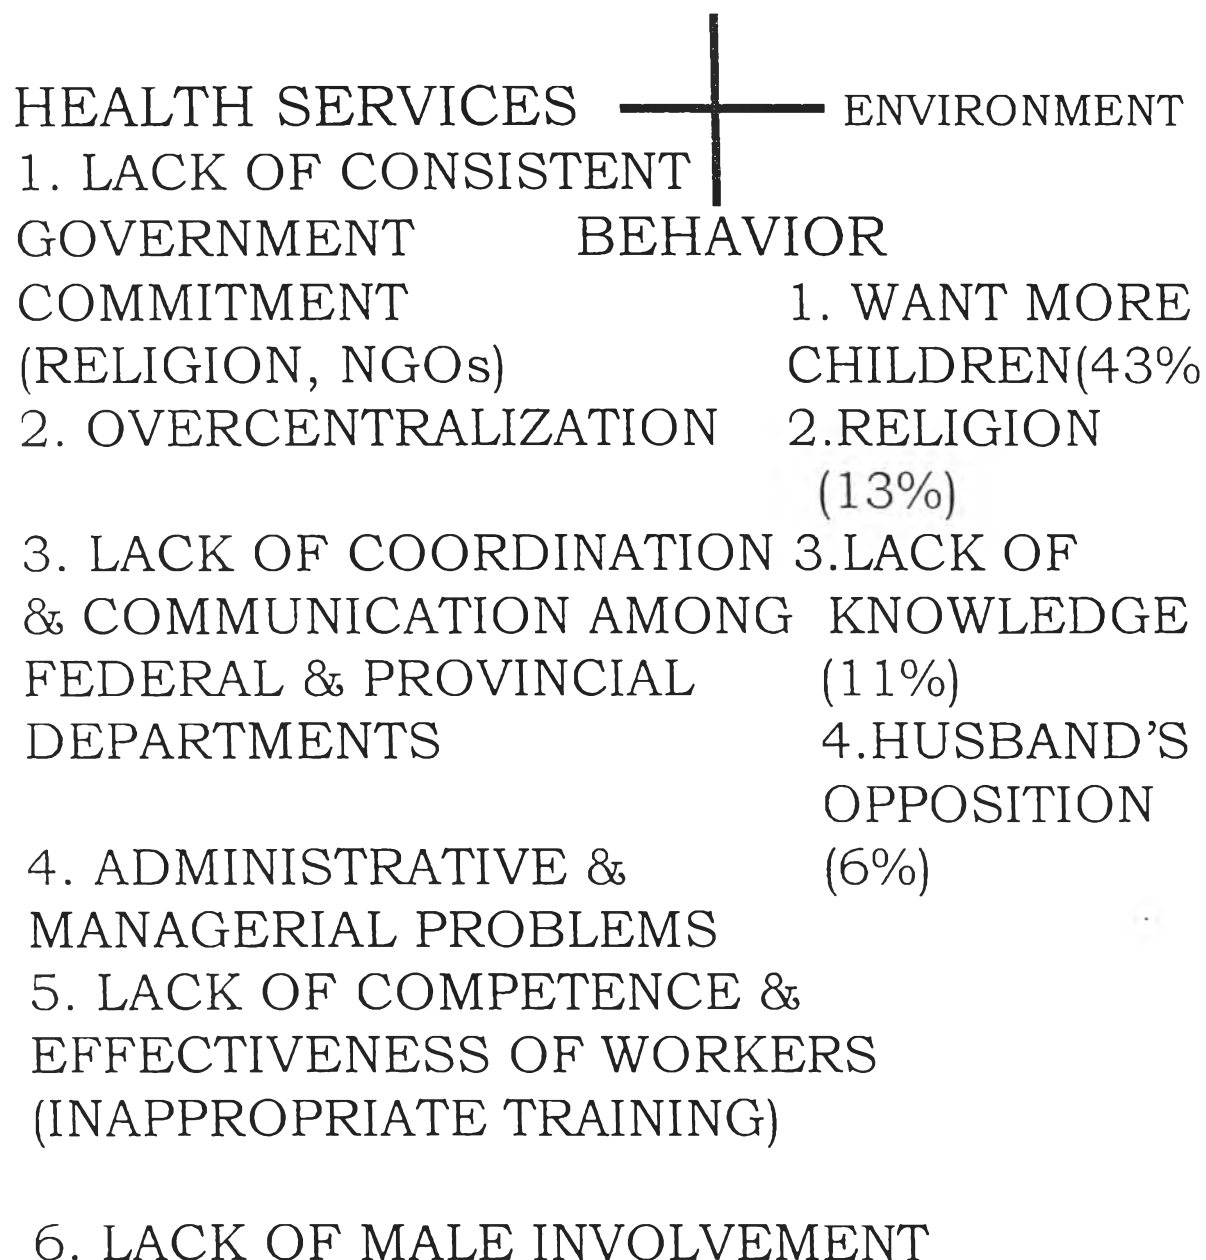 HEALTH SERVICES ENVIRONMENT
1. LACK OF CONSISTENT
GOVERNMENT
COMMITMENT
(RELIGION, NGOs)
2. OVERCENTRALIZATION
3. LACK OF COORDINATION
& COMMUNICATION AMONG
FEDERAL & PROVINCIAL
DEPARTMENTS
4. ADMINISTRATIVE &
MANAGERIAL PROBLEMS
5. LACK OF COMPETENCE &
EFFECTIVENESS OF WORKERS
(INAPPROPRIATE TRAINING)
6. LACK OF MALE INVOLVEMENT
BEHAVIOR
1. WANT MORE
CHILDREN(43%
2.RELIGION
(13%)
3.LACK OF
KNOWLEDGE
(11%)
4.HUSBAND'S
OPPOSITION
(6%)